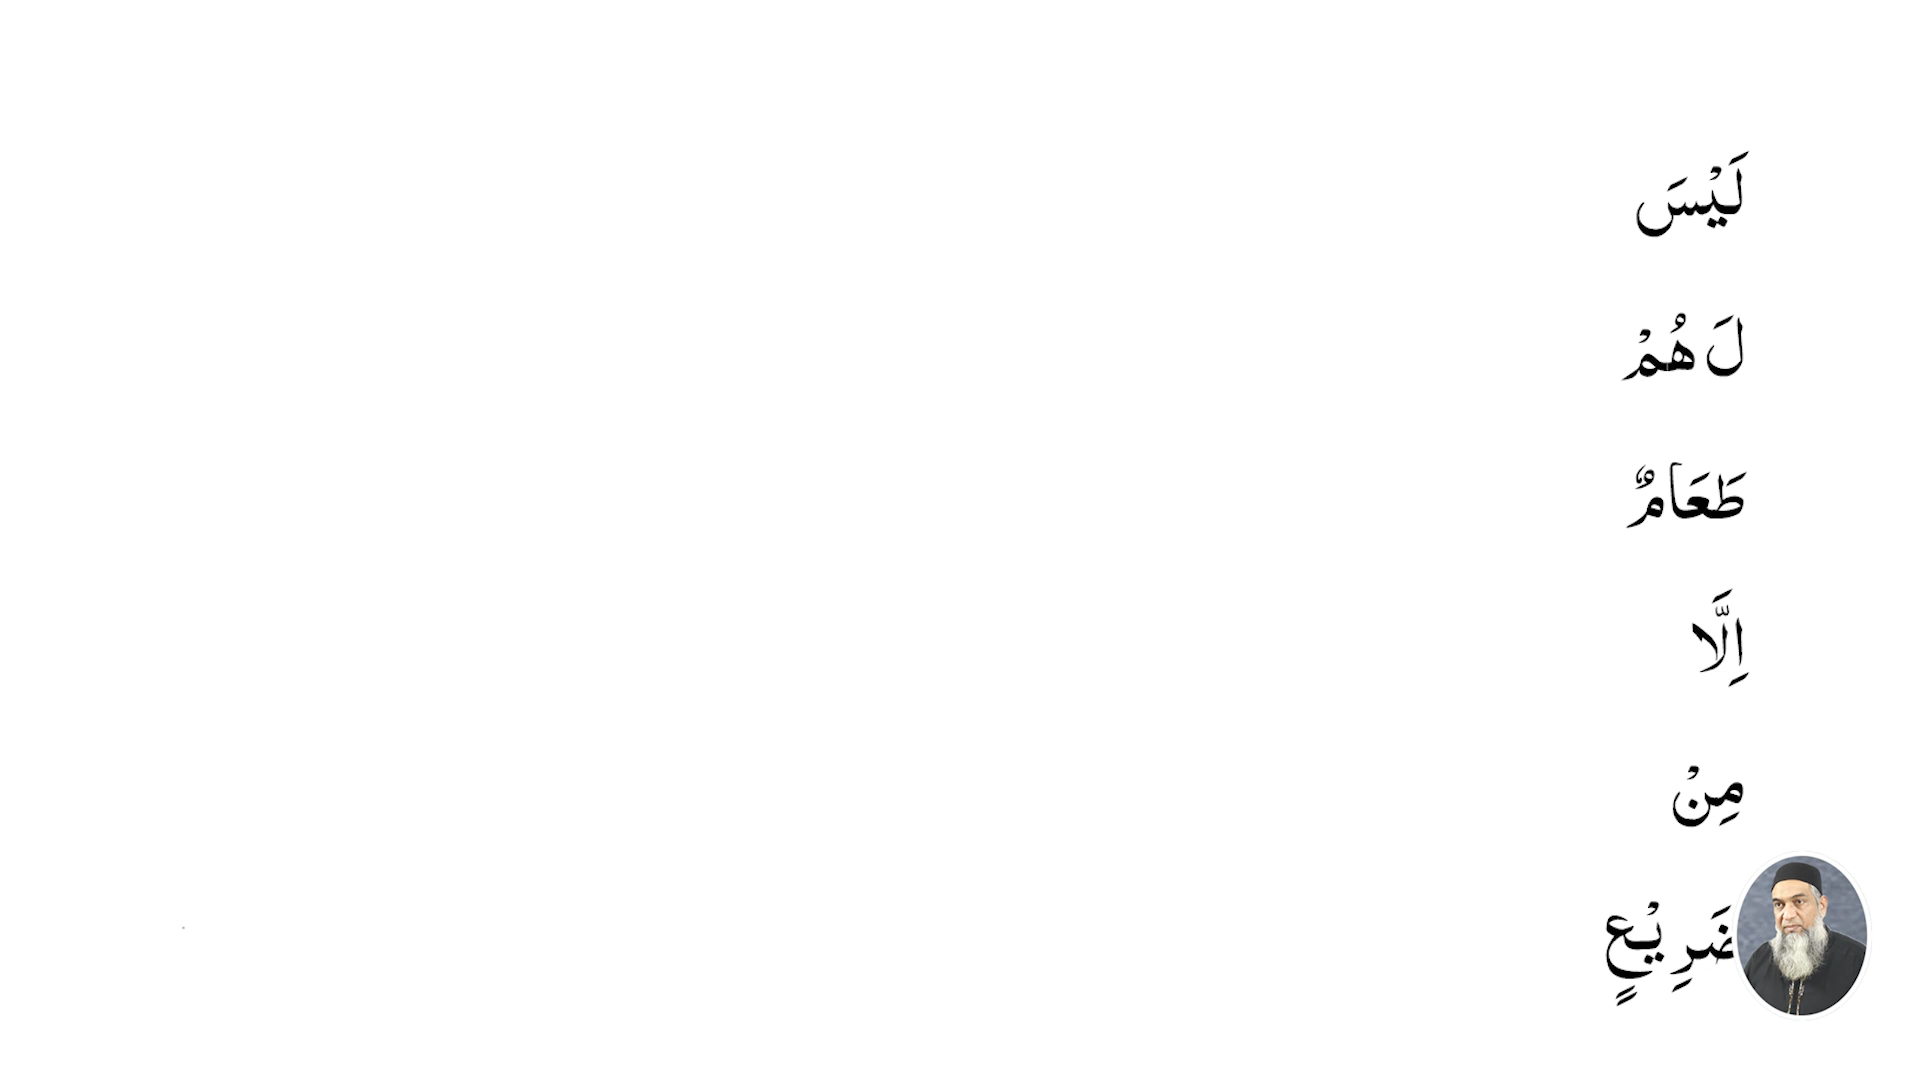 لَيْسَ
لَ هُمْ
طَعَامٌ
اِلَّا
مِنْ
ضَرِيْعٍ